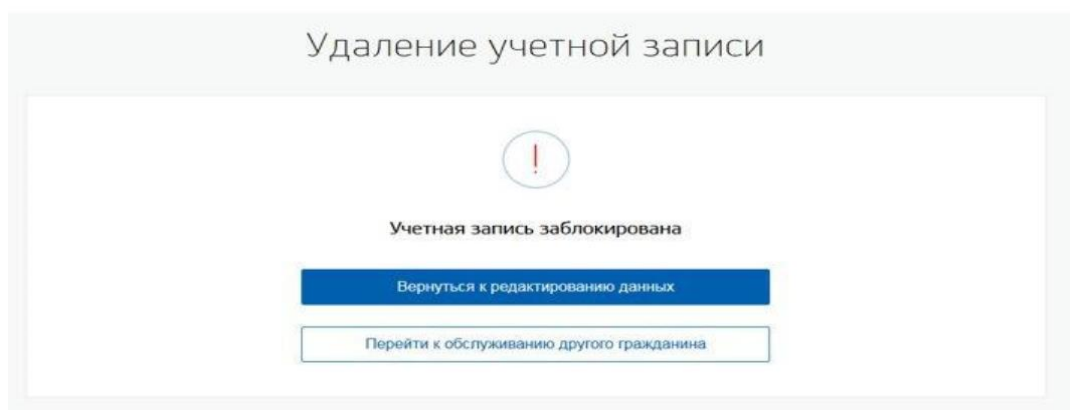 Удаление учетной записи
!
Учетная запись заблокирована
Вернуться к редактированию данных
Перейти к обслуживанию другого гражданина